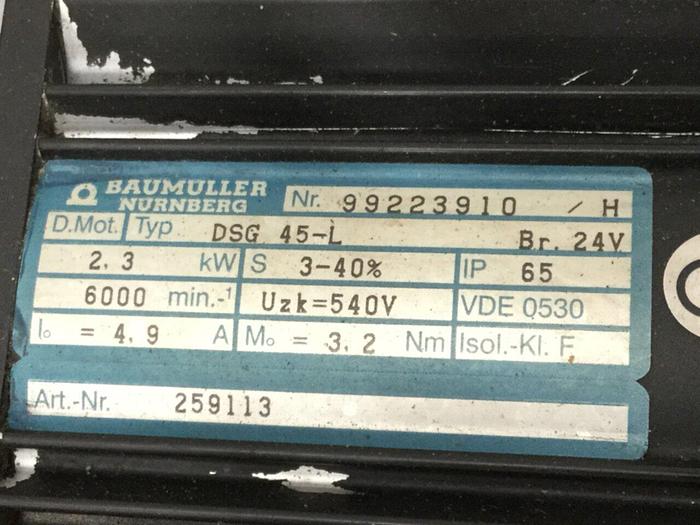 BAUMULLER
NURNBERG
Nr. 99223910 / H
D.Mot. Typ DSG 45-L Br. 24V
2,3 kW S 3-40% IP 65
6000 min.-¹ Uzk=540V VDE 0530
I₀ = 4,9 A M₀ = 3,2 Nm Isol.-Kl. F
Art.-Nr. 259113